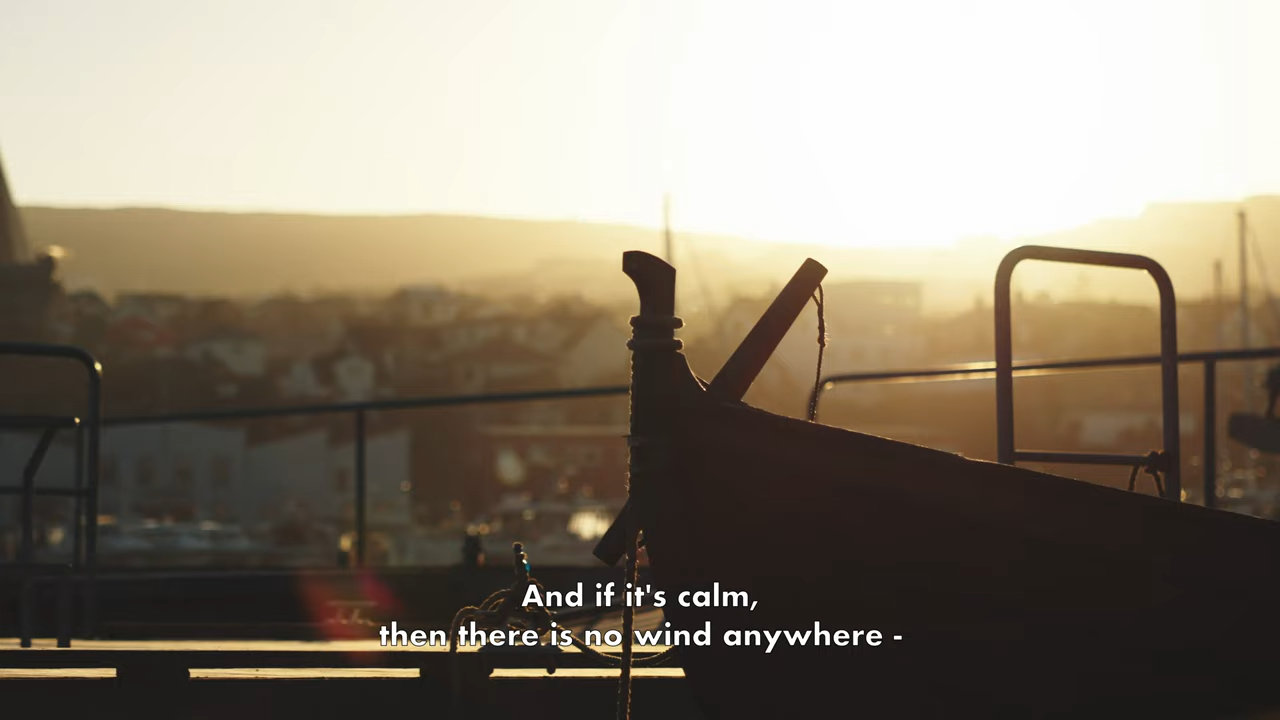 And if it's calm,
then there is no wind anywhere -